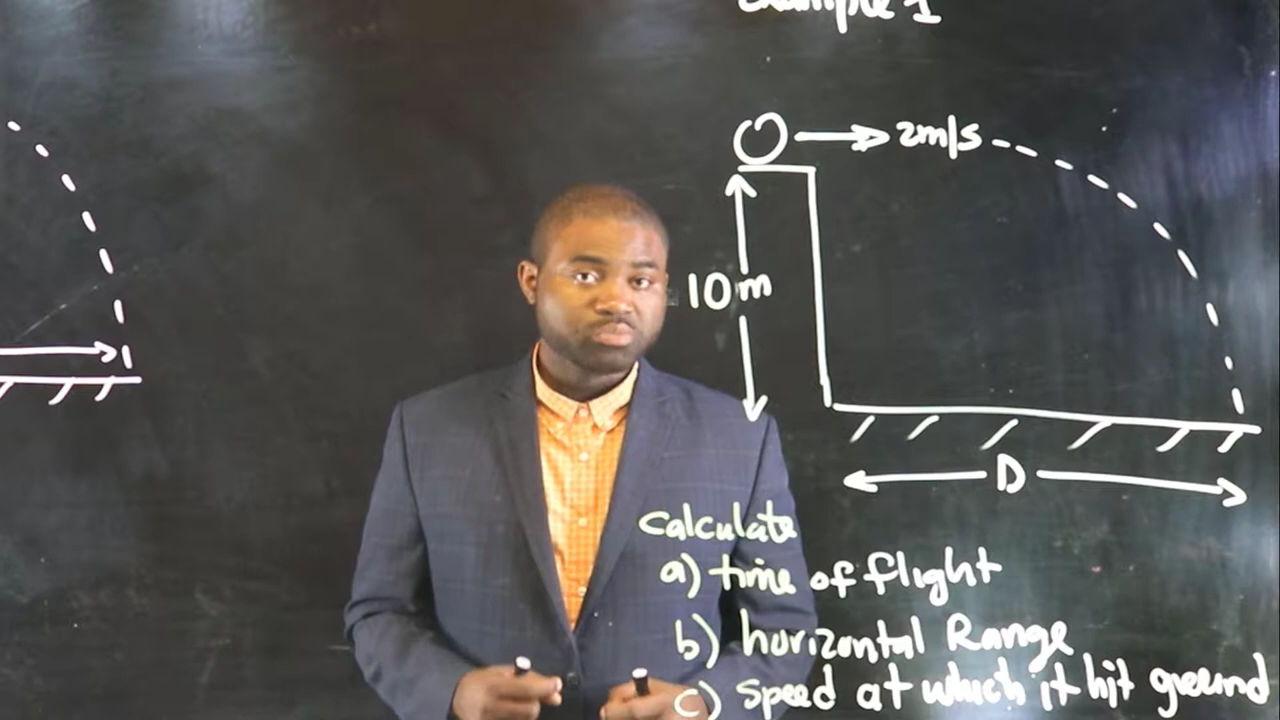 Example 1
2m/s
10m
D
Calculate
a) time of flight
b) horizontal Range
c) Speed at which it hit ground